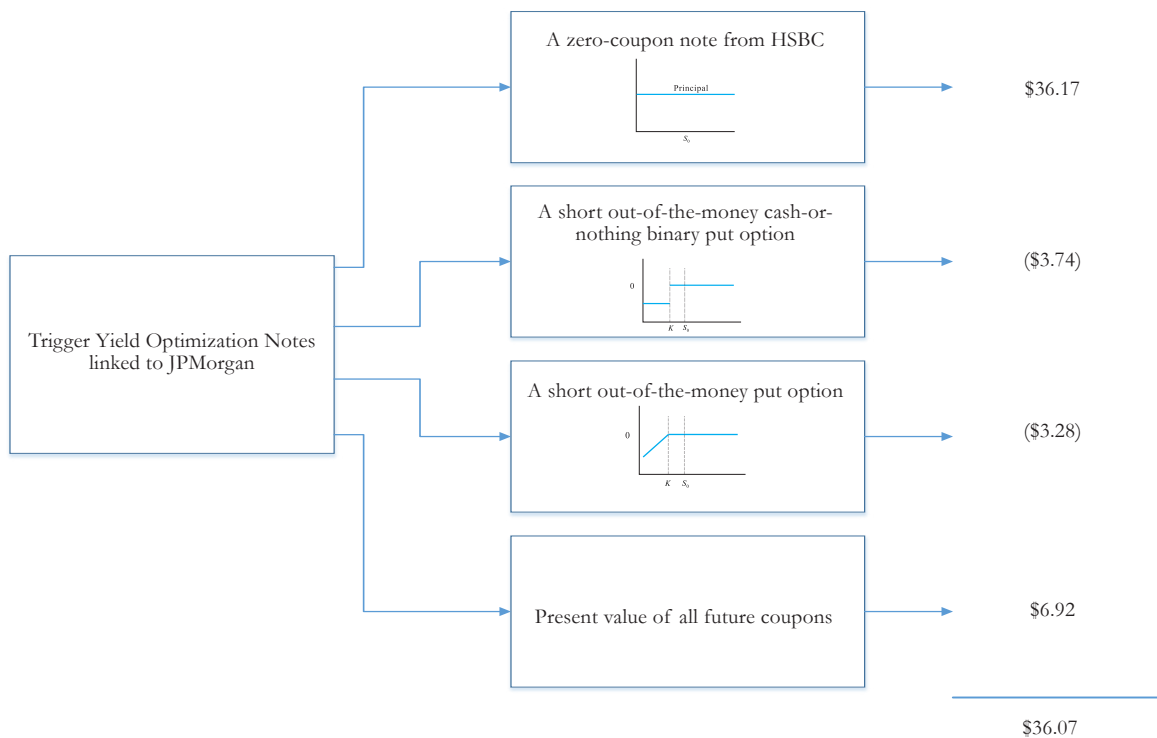 A zero-coupon note from HSBC
Principal
S0
$36.17
A short out-of-the-money cash-or-
nothing binary put option
0
K S0
($3.74)
Trigger Yield Optimization Notes
linked to JPMorgan
A short out-of-the-money put option
0
K S0
($3.28)
Present value of all future coupons
$6.92
$36.07